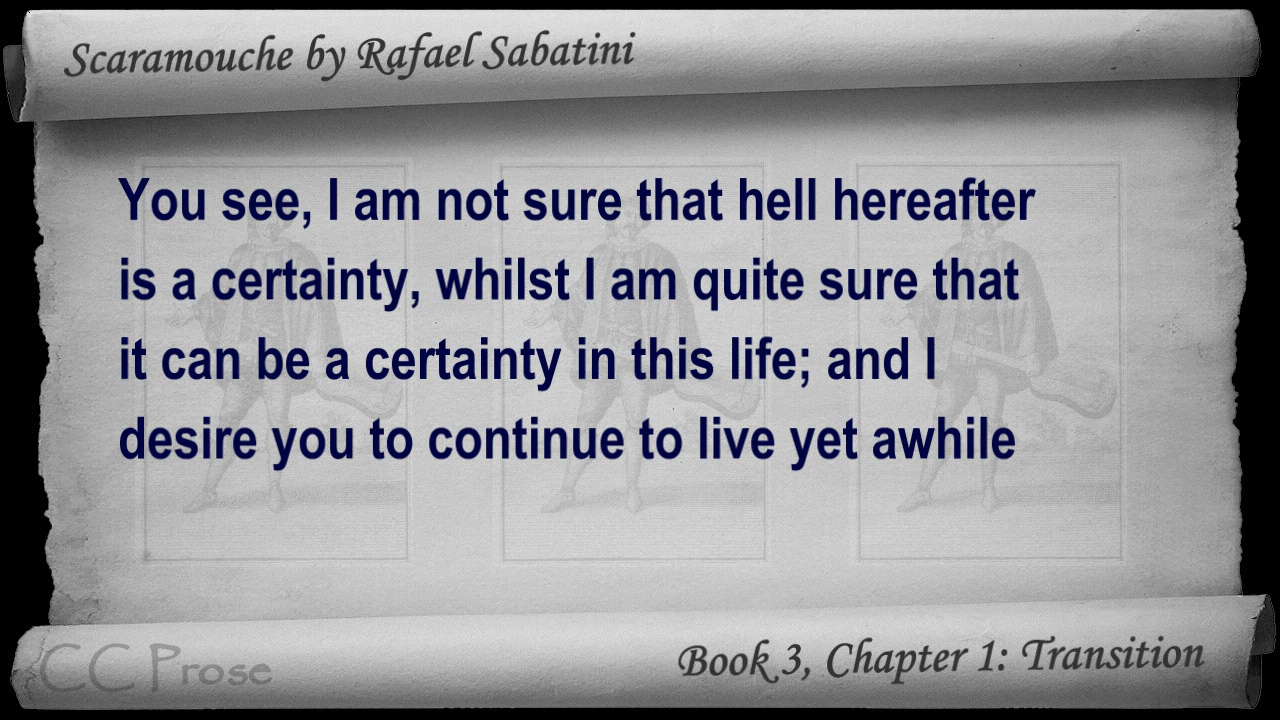 Scaramouche by Rafael Sabatini
You see, I am not sure that hell hereafter
is a certainty, whilst I am quite sure that
it can be a certainty in this life; and I
desire you to continue to live yet awhile
CC Prose
Book 3, Chapter 1: Transition